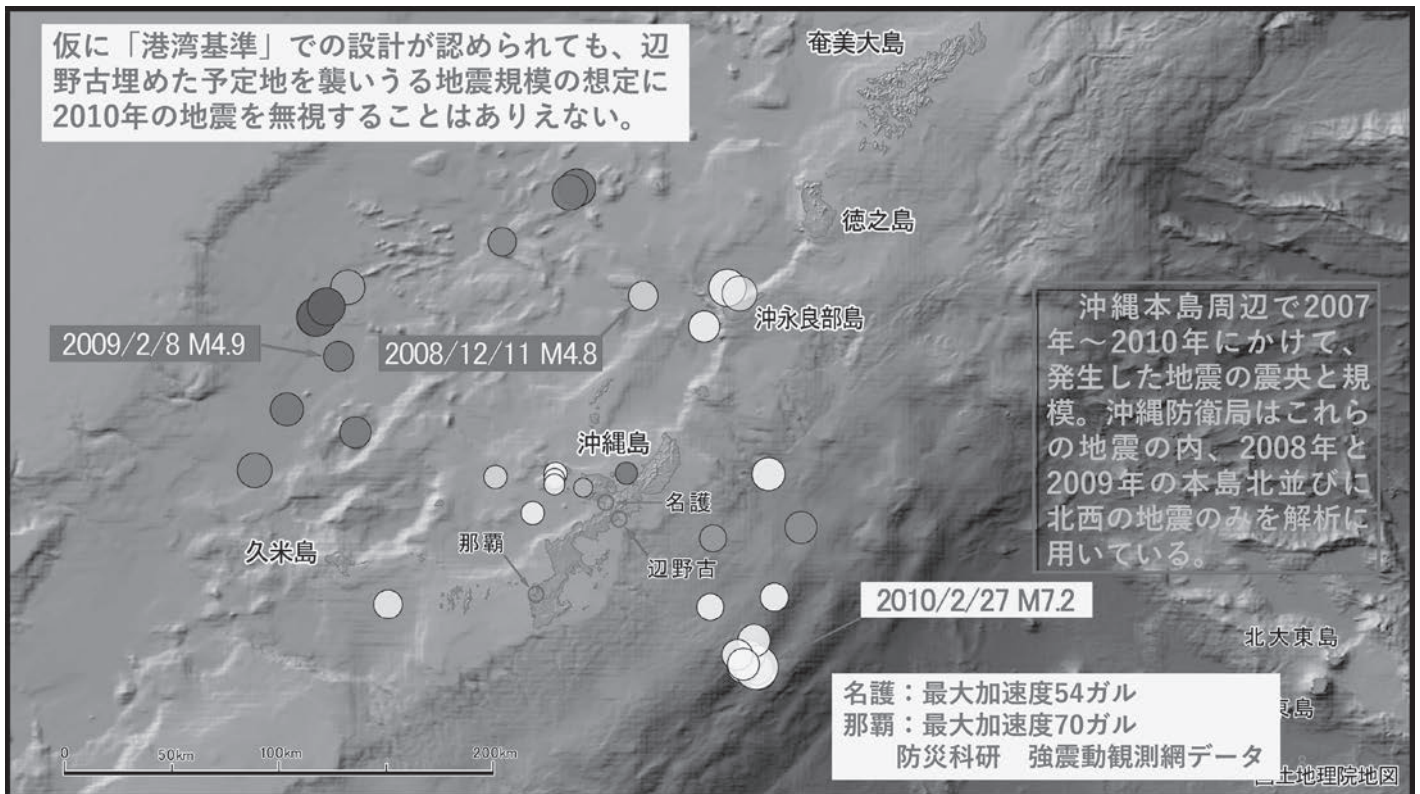 仮に「港湾基準」での設計が認められても、辺
野古埋めた予定地を襲いうる地震規模の想定に
2010年の地震を無視することはありえない。
奄美大島
徳之島
沖永良部島
2009/2/8 M4.9
2008/12/11 M4.8
沖縄本島周辺で2007
年～2010年にかけて、
発生した地震の震央と規
模。沖縄防衛局はこれら
の地震の内、2008年と
2009年の本島北並びに
北西の地震のみを解析に
用いている。
沖縄島
名護
那覇
辺野古
久米島
2010/2/27 M7.2
北大東島
東島
名護：最大加速度54ガル
那覇：最大加速度70ガル
防災科研　強震動観測網データ
0
50km
100km
200km
国土地理院地図